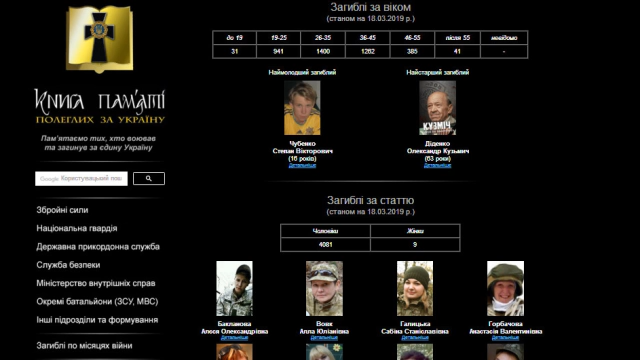 Книга пам'яті
ПОЛЕГЛИХ ЗА УКРАЇНУ
Пам'ятаємо тих, хто воював
та загинув за єдину Україну
Google Користувацький пош
Збройні сили
Національна гвардія
Державна прикордонна служба
Служба безпеки
Міністерство внутрішніх справ
Окремі батальйони (ЗСУ, МВС)
Інші підрозділи та формування
Загиблі по місяцях війни
Загиблі за віком
(станом на 18.03.2019 р.)
до 19 19-25 26-35 36-45 46-55 після 55 невідомо
31 941 1400 1262 385 41 -
Наймолодший загиблий
Чубенко
Степан Вікторович
(16 років)
Детальніше
Найстарший загиблий
КУЗМІЧ
Діденко
Олександр Кузьмич
(63 роки)
Детальніше
Загиблі за статтю
(станом на 18.03.2019 р.)
Чоловіки Жінки
4081 9
Бакланова
Алеся Олександрівна
Детальніше
Вовк
Алла Юліанівна
Детальніше
Галицька
Сабіна Станіславівна
Детальніше
Горбачова
Анастасія Валентинівна
Детальніше